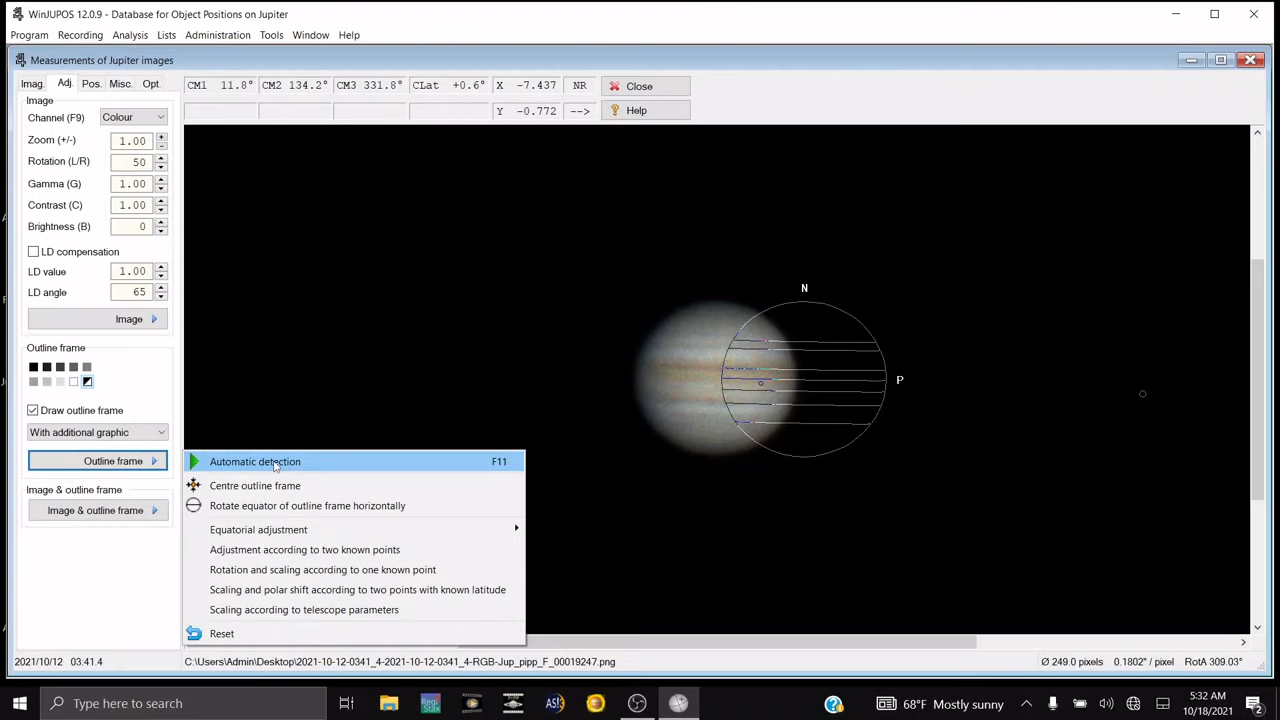 WinJUPOS 12.0.9 - Database for Object Positions on Jupiter
Program Recording Analysis Lists Administration Tools Window Help
Measurements of Jupiter images
Imag. Adj. Pos. Misc. Opt.
CM1 11.8° CM2 134.2° CM3 331.8° CLat +0.6° X -7.437 NR Close
Y -0.772 --> Help
Image
Channel (F9) Colour
Zoom (+/-) 1.00
Rotation (L/R) 50
Gamma (G) 1.00
Contrast (C) 1.00
Brightness (B) 0
LD compensation
LD value 1.00
LD angle 65
Image
N
P
Outline frame
Draw outline frame
With additional graphic
Outline frame
Image & outline frame
Image & outline frame
Automatic detection F11
Centre outline frame
Rotate equator of outline frame horizontally
Equatorial adjustment
Adjustment according to two known points
Rotation and scaling according to one known point
Scaling and polar shift according to two points with known latitude
Scaling according to telescope parameters
Reset
2021/10/12 03:41.4 C:\Users\Admin\Desktop\2021-10-12-0341_4-2021-10-12-0341_4-RGB-Jup_pipp_F_00019247.png Ø 249.0 pixels 0.1802" / pixel RotA 309.03°
Type here to search
68°F Mostly sunny
5:32 AM
10/18/2021
2